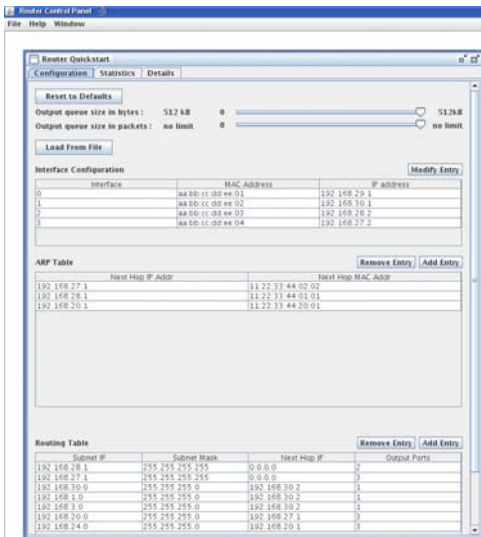 Router Control Panel
File Help Window
Router Quickstart
Configuration Statistics Details
Reset to Defaults
Output queue size in bytes : 512 kB 0 512kB
Output queue size in packets : no limit 0 no limit
Load From File
Interface Configuration Modify Entry
Interface MAC Address IP address
0 aa:bb:cc:dd:ee:01 192.168.29.1
1 aa:bb:cc:dd:ee:02 192.168.30.1
2 aa:bb:cc:dd:ee:03 192.168.28.2
3 aa:bb:cc:dd:ee:04 192.168.27.2
ARP Table Remove Entry Add Entry
Next Hop IP Addr Next Hop MAC Addr
192.168.27.1 11:22:33:44:02:02
192.168.28.1 11:22:33:44:01:01
192.168.20.1 11:22:33:44:20:01
Routing Table Remove Entry Add Entry
Subnet IP Subnet Mask Next Hop IP Output Ports
192.168.28.1 255.255.255.255 0.0.0.0 2
192.168.27.1 255.255.255.255 0.0.0.0 3
192.168.30.0 255.255.255.0 192.168.30.2 1
192.168.1.0 255.255.255.0 192.168.30.2 1
192.168.3.0 255.255.255.0 192.168.30.2 1
192.168.20.0 255.255.255.0 192.168.27.1 3
192.168.24.0 255.255.255.0 192.168.20.1 3